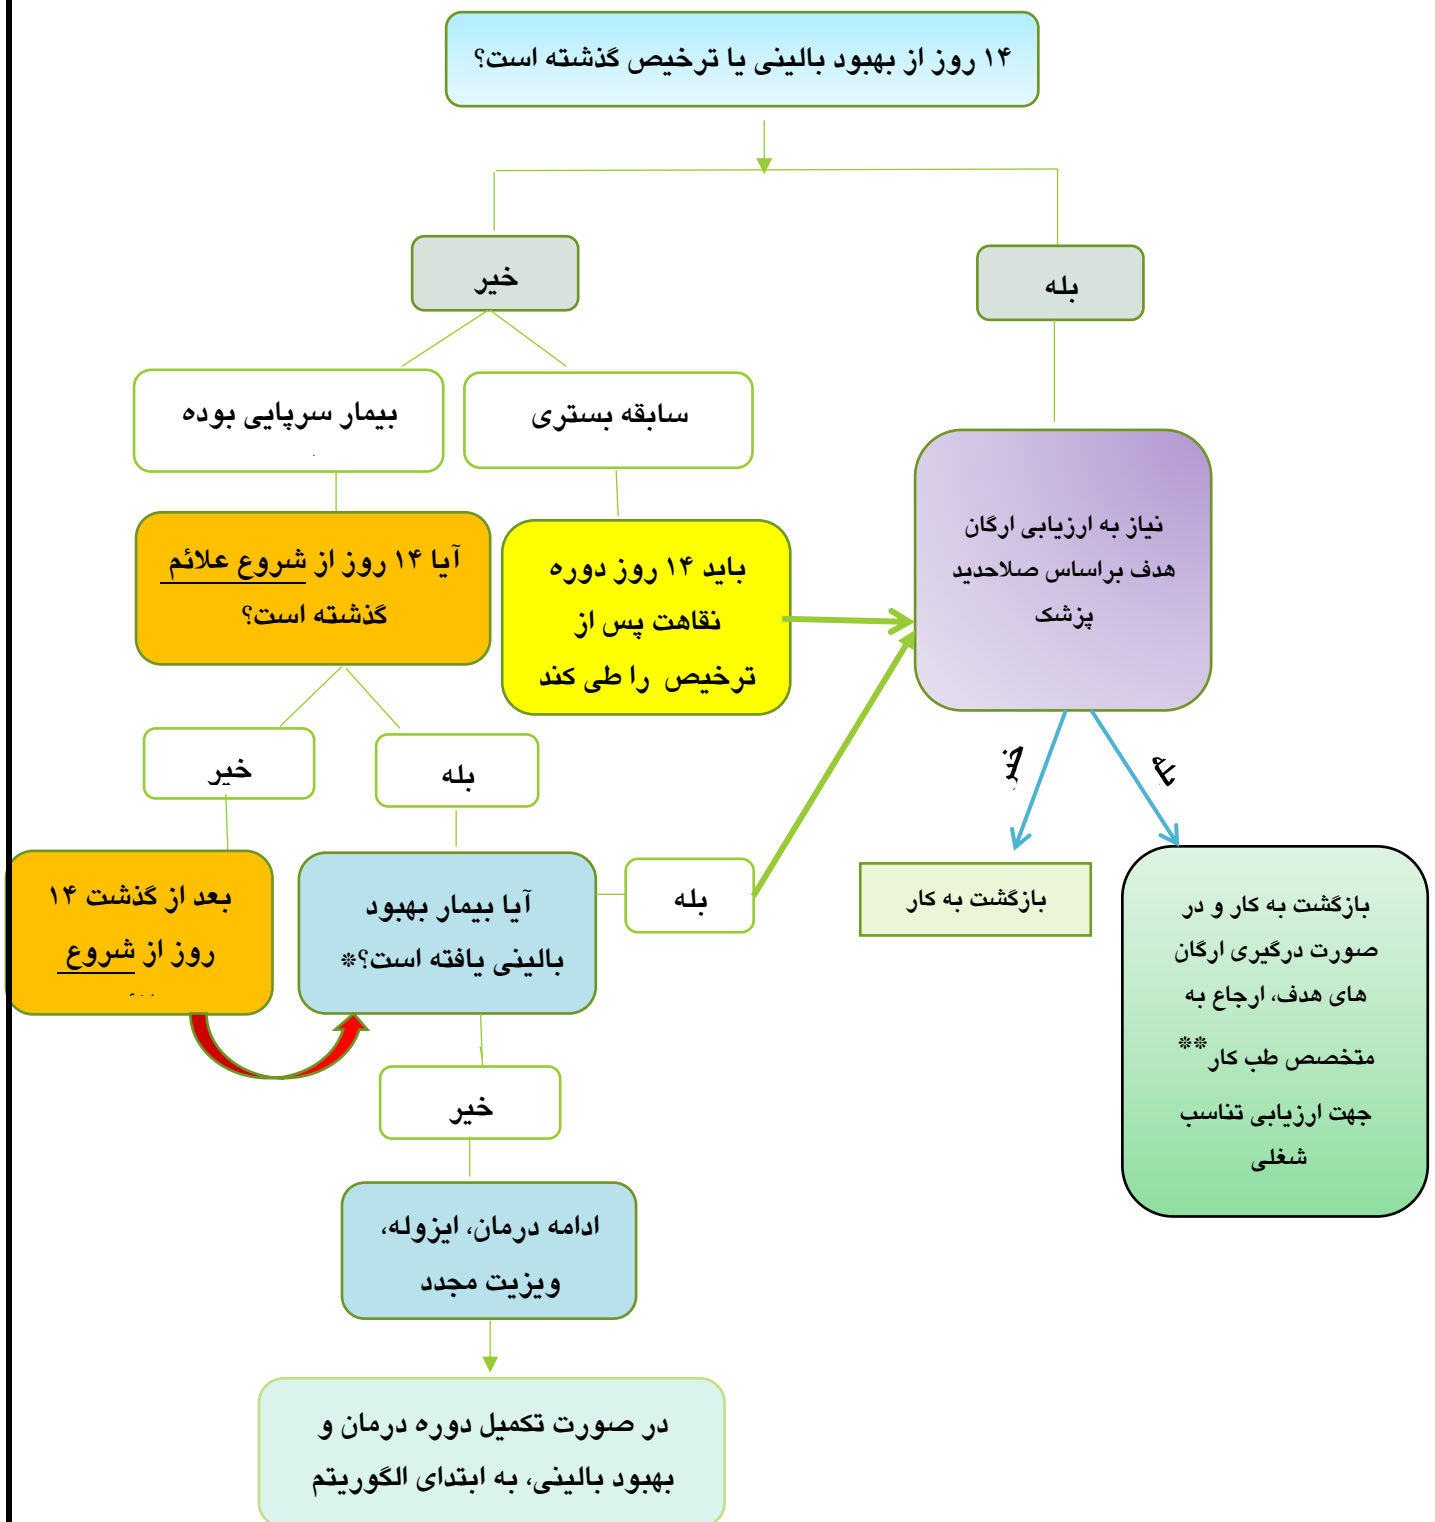 ۱۴ روز از بهبود بالینی یا ترخیص گذشته است؟
بله
خیر
سابقه بستری
بیمار سرپایی بوده
نیاز به ارزیابی ارگان
هدف براساس صلاحدید
پزشک
باید ۱۴ روز دوره
نقاهت پس از
ترخیص را طی کند
آیا ۱۴ روز از شروع علائم
گذشته است؟
بله
خیر
بله
خیر
بازگشت به کار و در
صورت درگیری ارگان
های هدف، ارجاع به
متخصص طب کار**
جهت ارزیابی تناسب
شغلی
بازگشت به کار
بله
آیا بیمار بهبود
بالینی یافته است؟*
بعد از گذشت ۱۴
روز از شروع
خیر
ادامه درمان، ایزوله،
ویزیت مجدد
در صورت تکمیل دوره درمان و
بهبود بالینی، به ابتدای الگوریتم